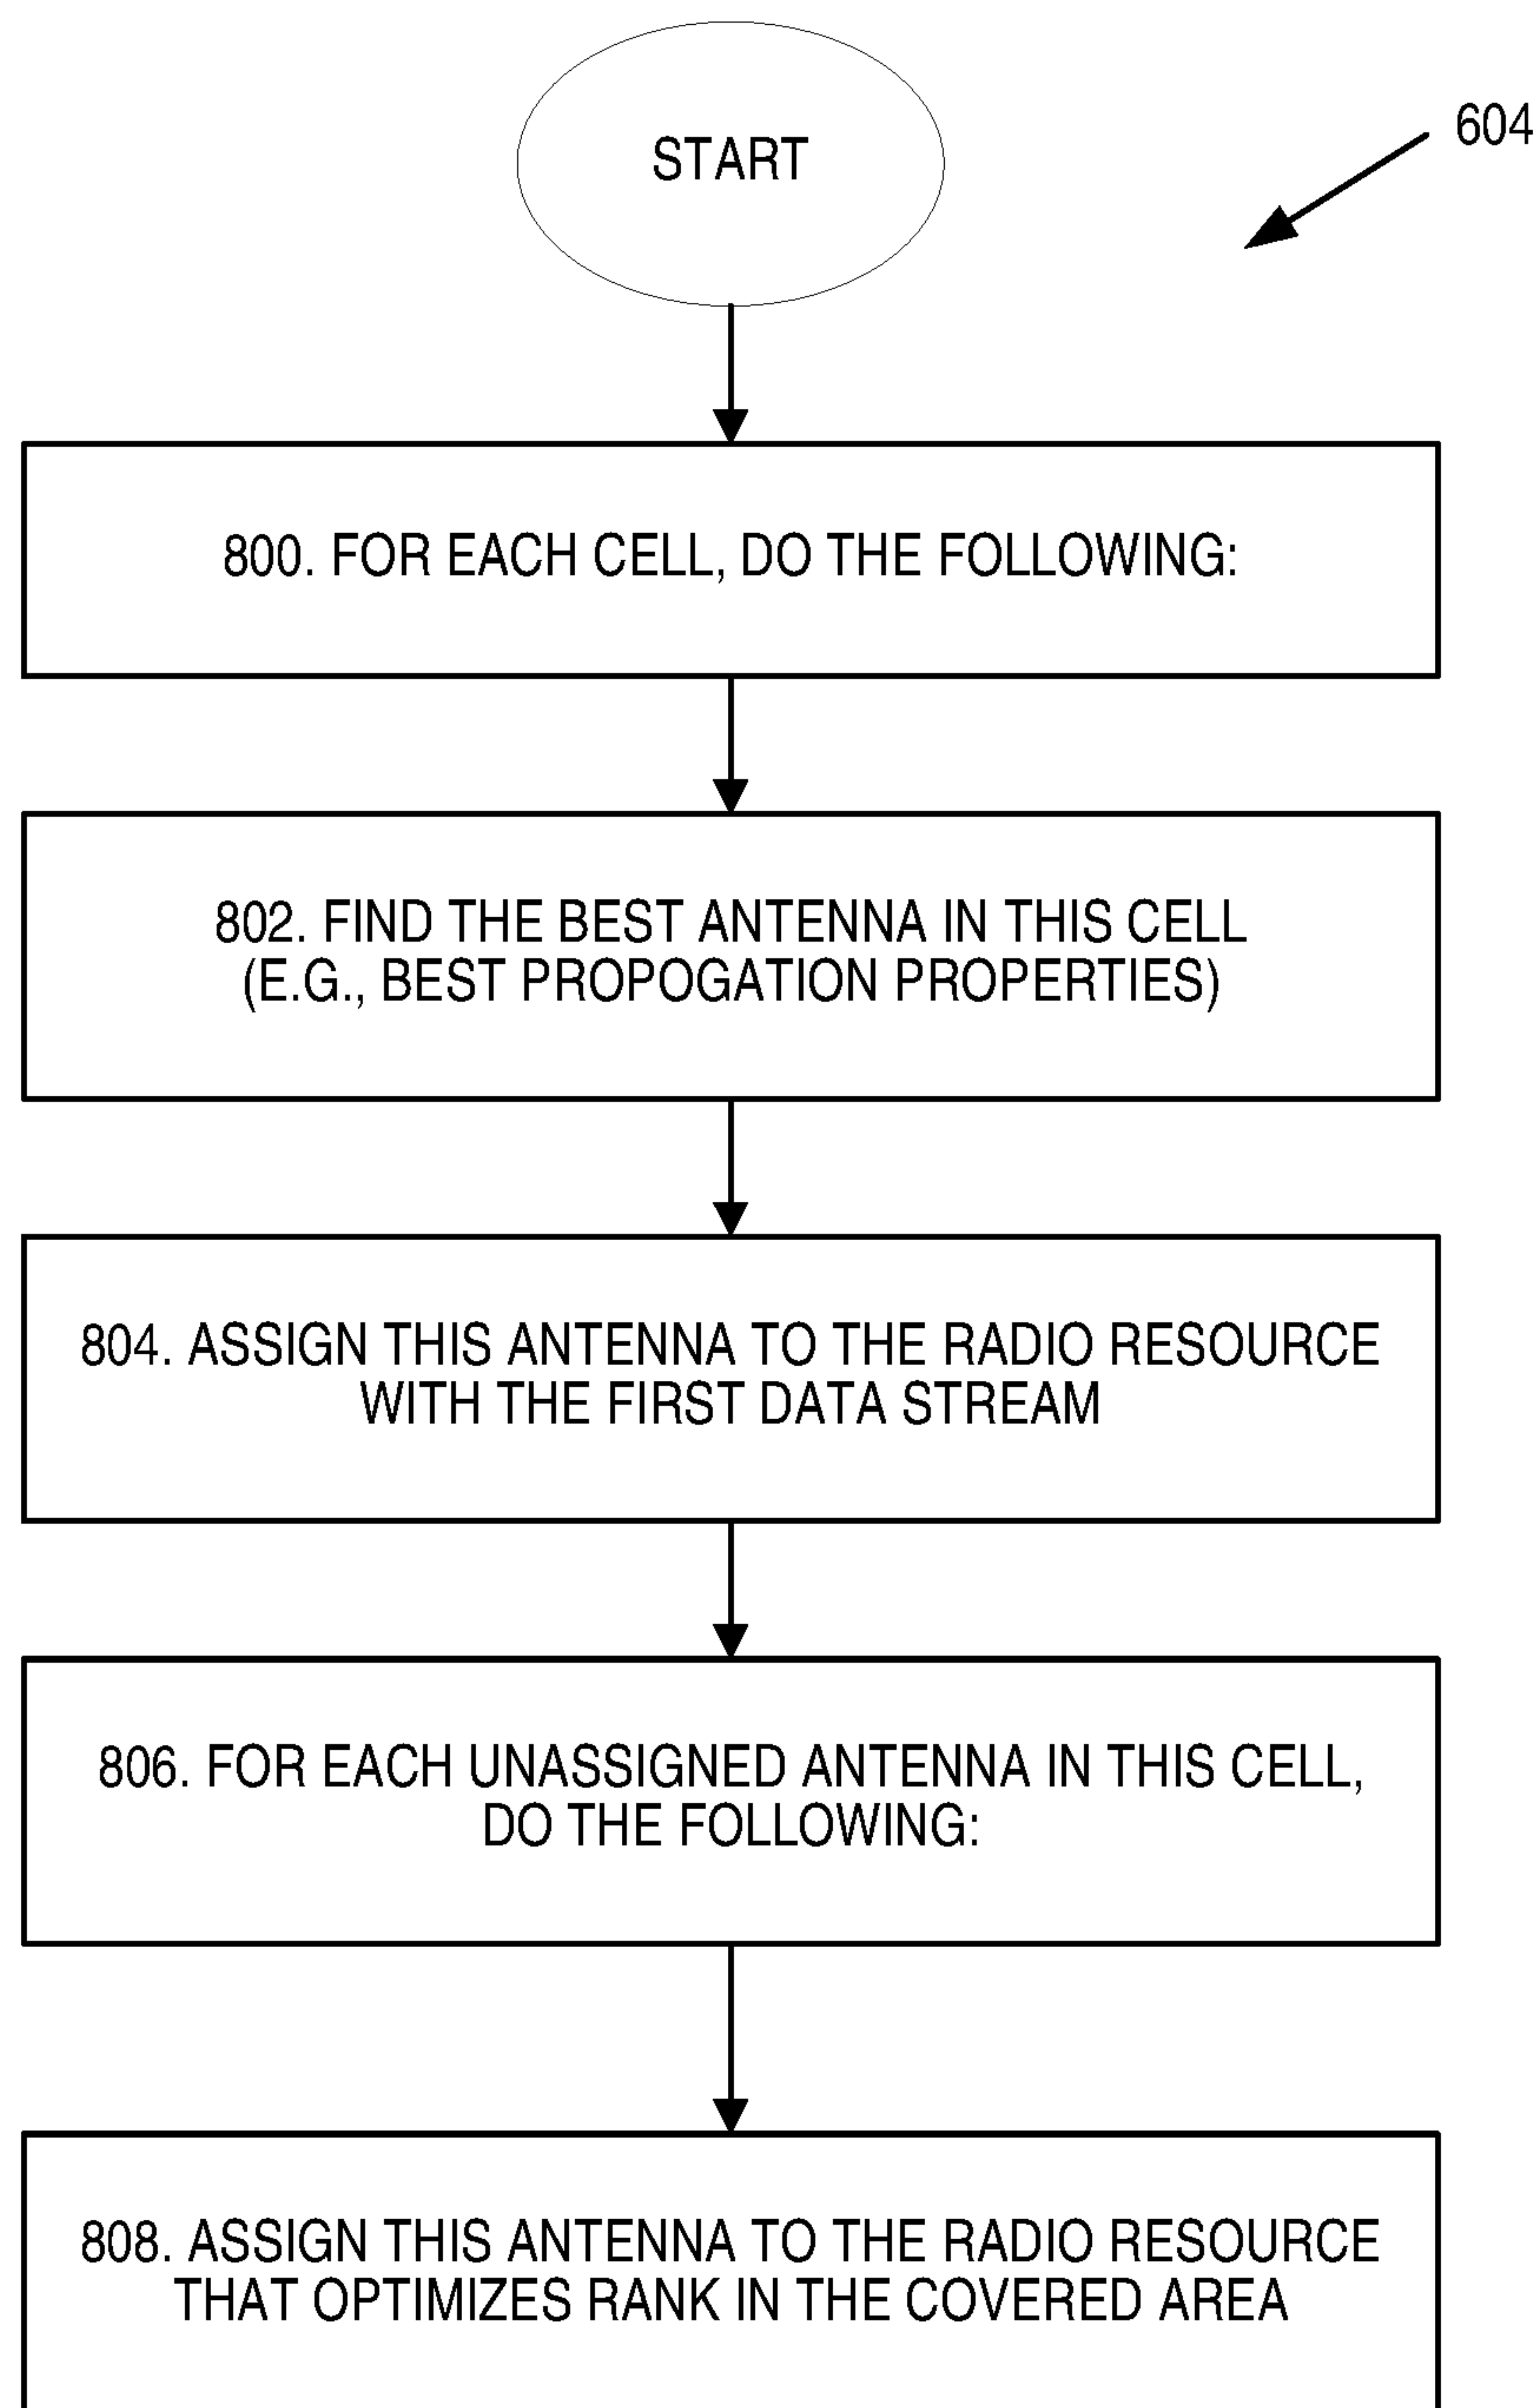 START
604
800. FOR EACH CELL, DO THE FOLLOWING:
802. FIND THE BEST ANTENNA IN THIS CELL
(E.G., BEST PROPOGATION PROPERTIES)
804. ASSIGN THIS ANTENNA TO THE RADIO RESOURCE
WITH THE FIRST DATA STREAM
806. FOR EACH UNASSIGNED ANTENNA IN THIS CELL,
DO THE FOLLOWING:
808. ASSIGN THIS ANTENNA TO THE RADIO RESOURCE
THAT OPTIMIZES RANK IN THE COVERED AREA